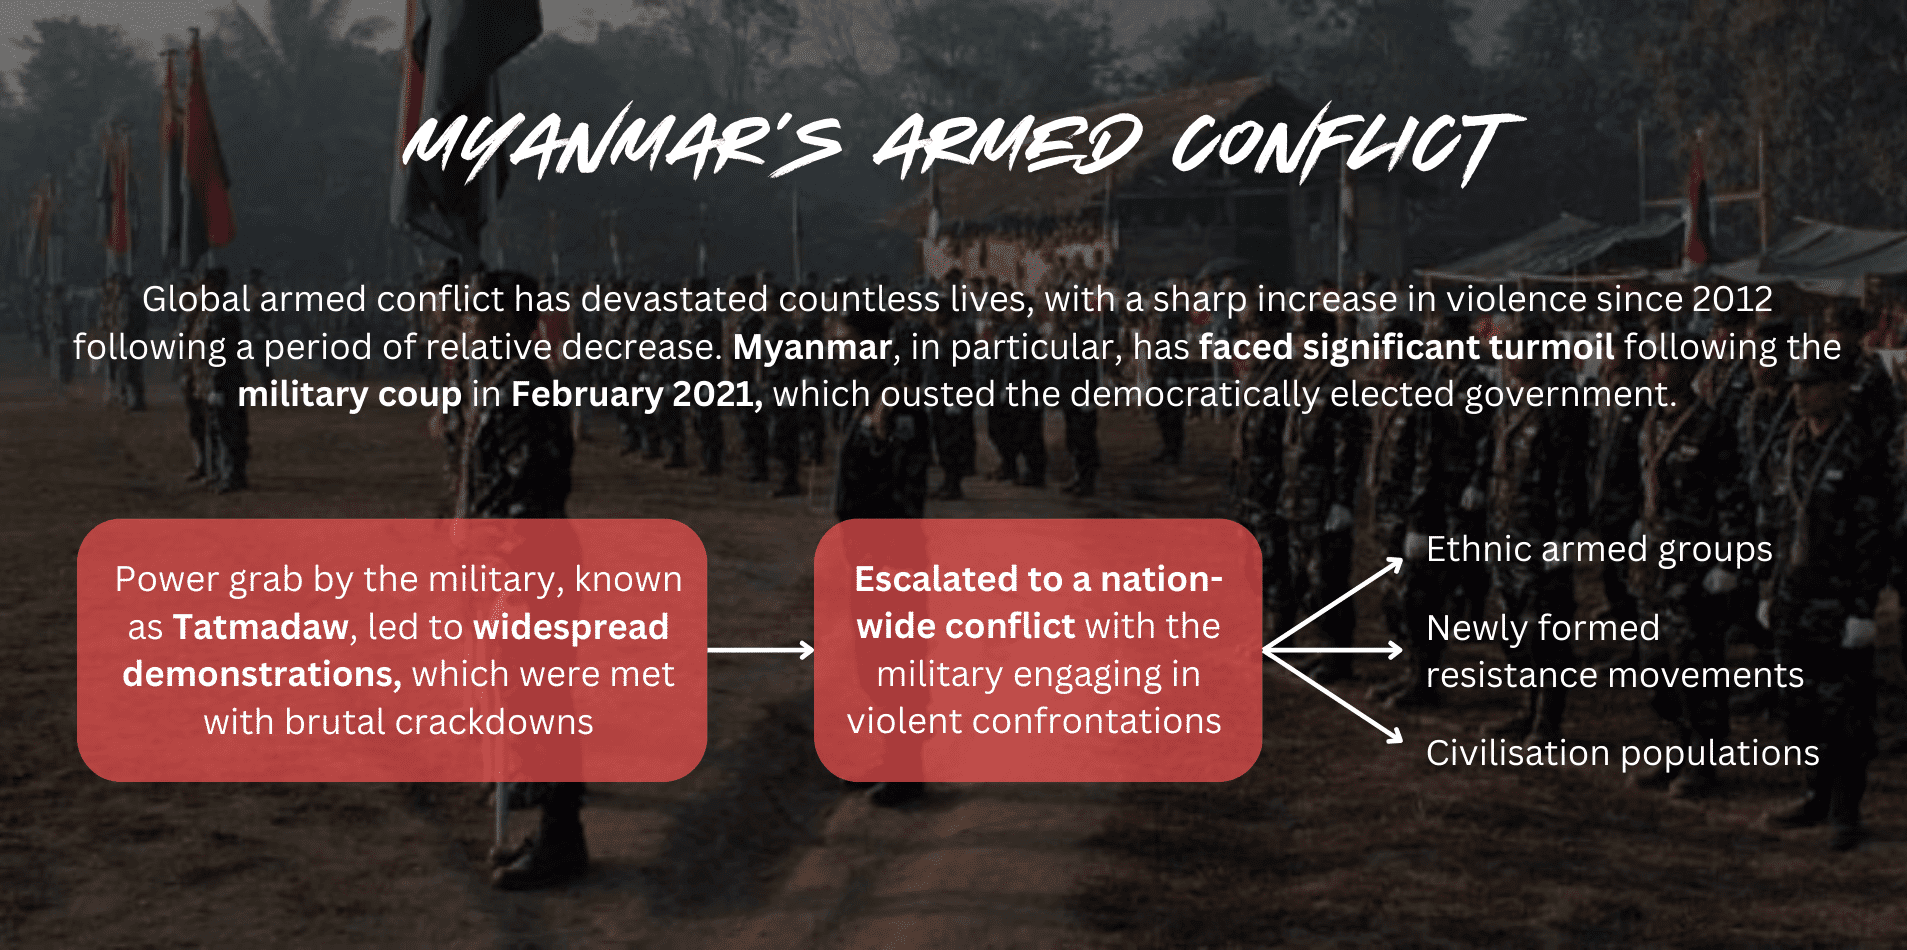 MYANMAR'S ARMED CONFLICT
Global armed conflict has devastated countless lives, with a sharp increase in violence since 2012
following a period of relative decrease. Myanmar, in particular, has faced significant turmoil following the
military coup in February 2021, which ousted the democratically elected government.
Power grab by the military, known
as Tatmadaw, led to widespread
demonstrations, which were met
with brutal crackdowns
Escalated to a nation-
wide conflict with the
military engaging in
violent confrontations
Ethnic armed groups
Newly formed
resistance movements
Civilisation populations